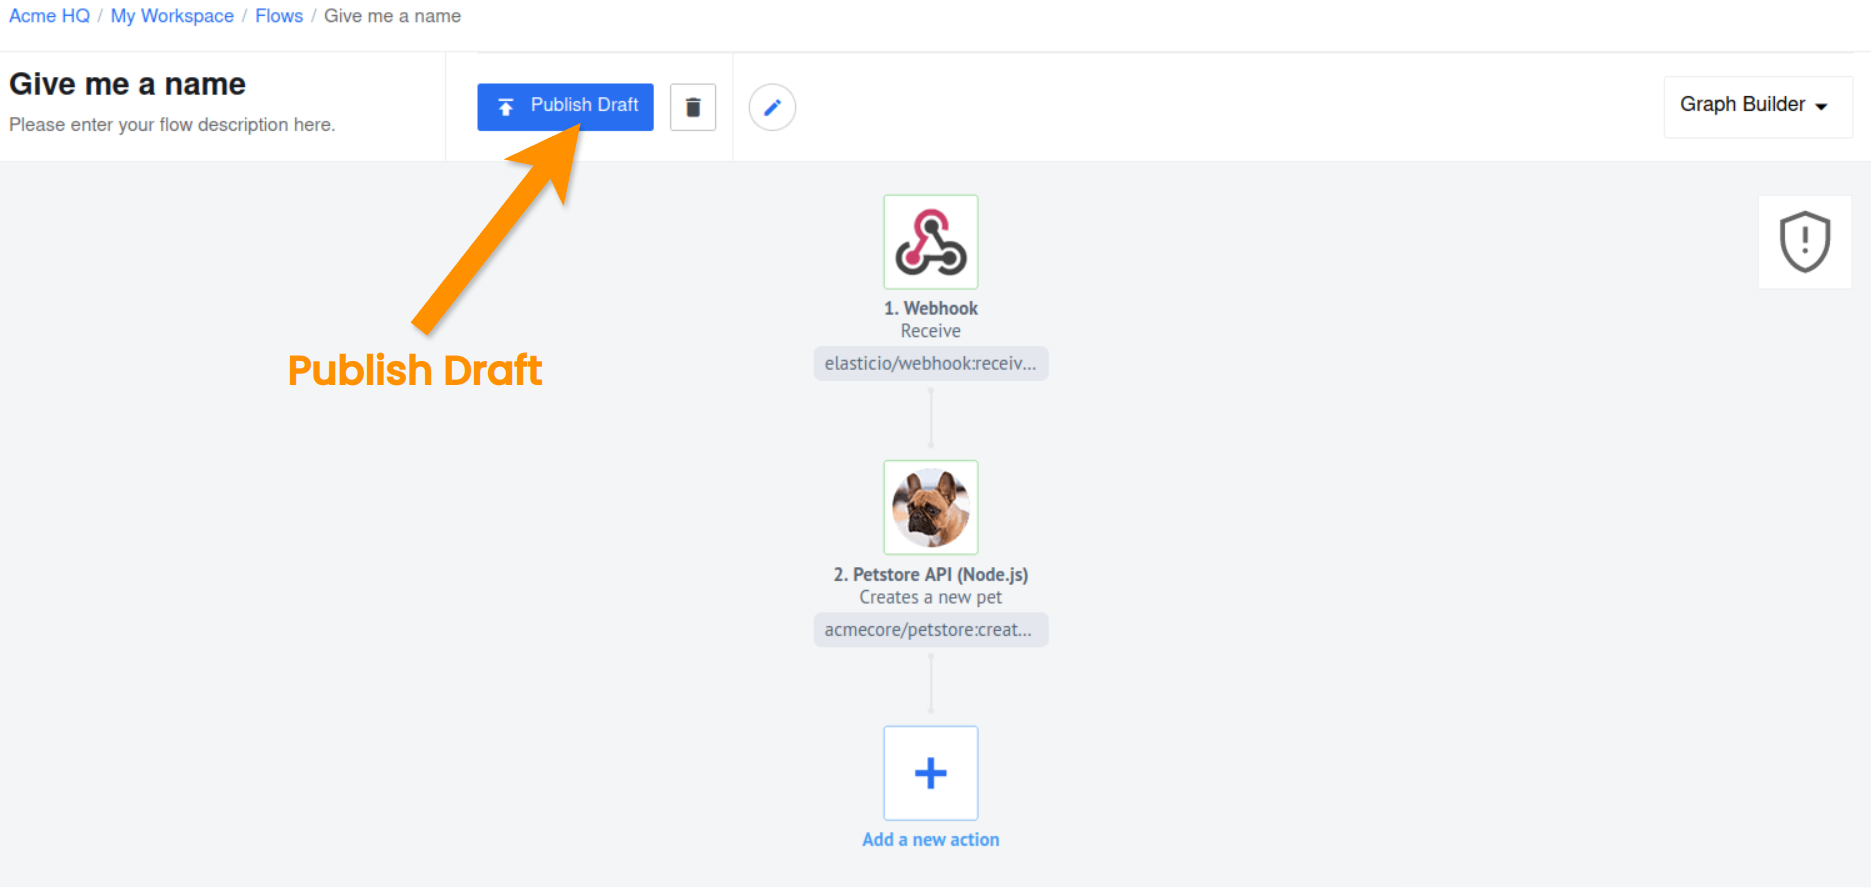 Acme HQ / My Workspace / Flows / Give me a name
Give me a name
Please enter your flow description here.
Publish Draft
Graph Builder
1. Webhook
Receive
elasticio/webhook:receiv...
Publish Draft
2. Petstore API (Node.js)
Creates a new pet
acmecore/petstore:creat...
Add a new action